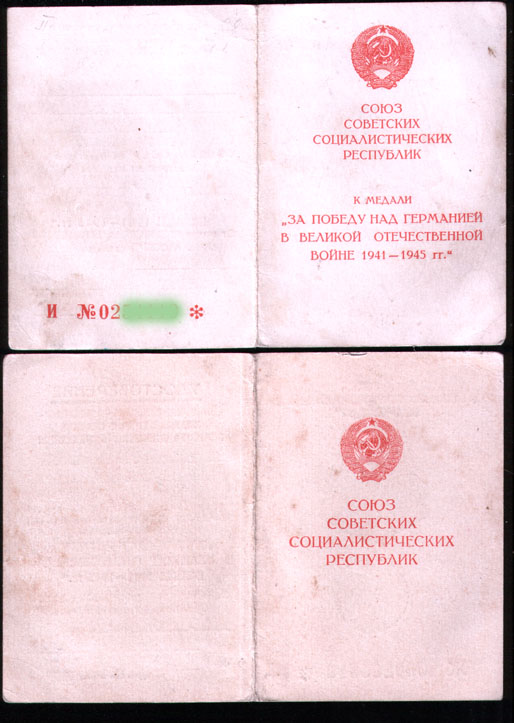 СОЮЗ
СОВЕТСКИХ
СОЦИАЛИСТИЧЕСКИХ
РЕСПУБЛИК
К МЕДАЛИ
„ЗА ПОБЕДУ НАД ГЕРМАНИЕЙ
В ВЕЛИКОЙ ОТЕЧЕСТВЕННОЙ
ВОЙНЕ 1941—1945 гг.“
И №02 *
СОЮЗ
СОВЕТСКИХ
СОЦИАЛИСТИЧЕСКИХ
РЕСПУБЛИК